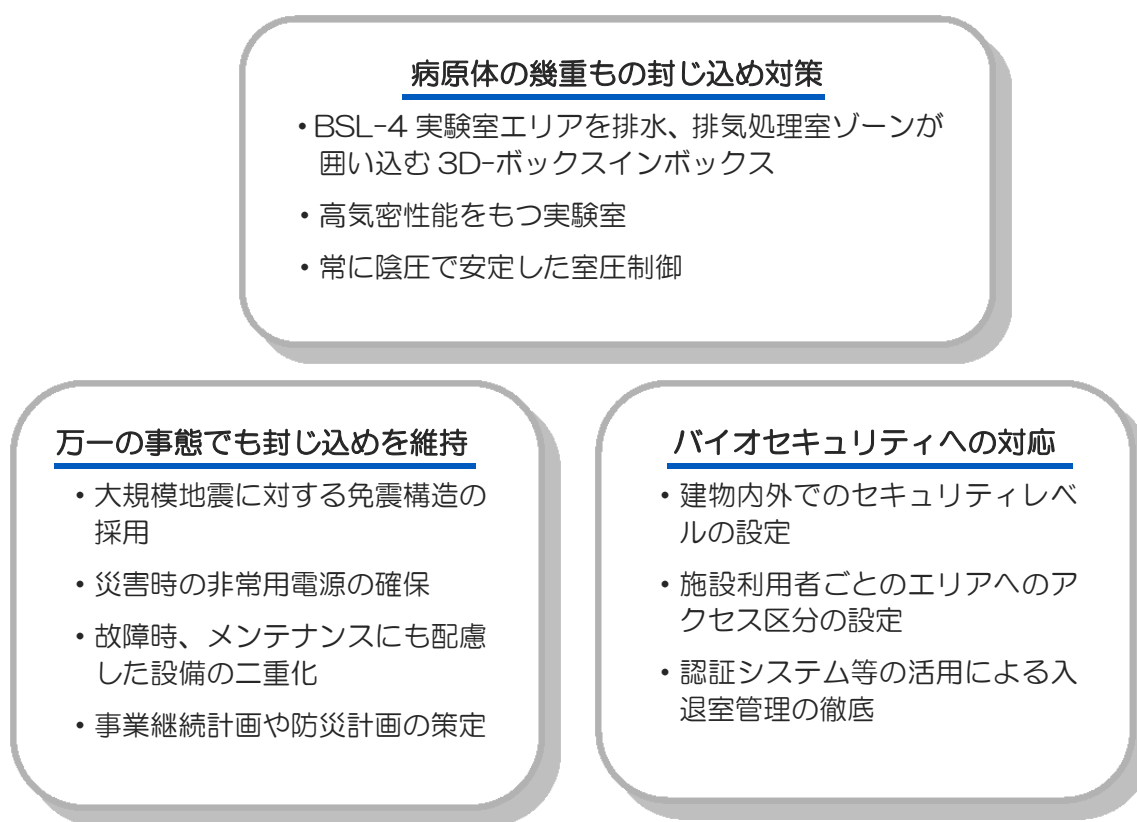 病原体の幾重もの封じ込め対策
・BSL-4 実験室エリアを排水、排気処理室ゾーンが
囲い込む 3D-ボックスインボックス
・高気密性能をもつ実験室
・常に陰圧で安定した室圧制御
万一の事態でも封じ込めを維持
・大規模地震に対する免震構造の
採用
・災害時の非常用電源の確保
・故障時、メンテナンスにも配慮
した設備の二重化
・事業継続計画や防災計画の策定
バイオセキュリティへの対応
・建物内外でのセキュリティレベ
ルの設定
・施設利用者ごとのエリアへのア
クセス区分の設定
・認証システム等の活用による入
退室管理の徹底